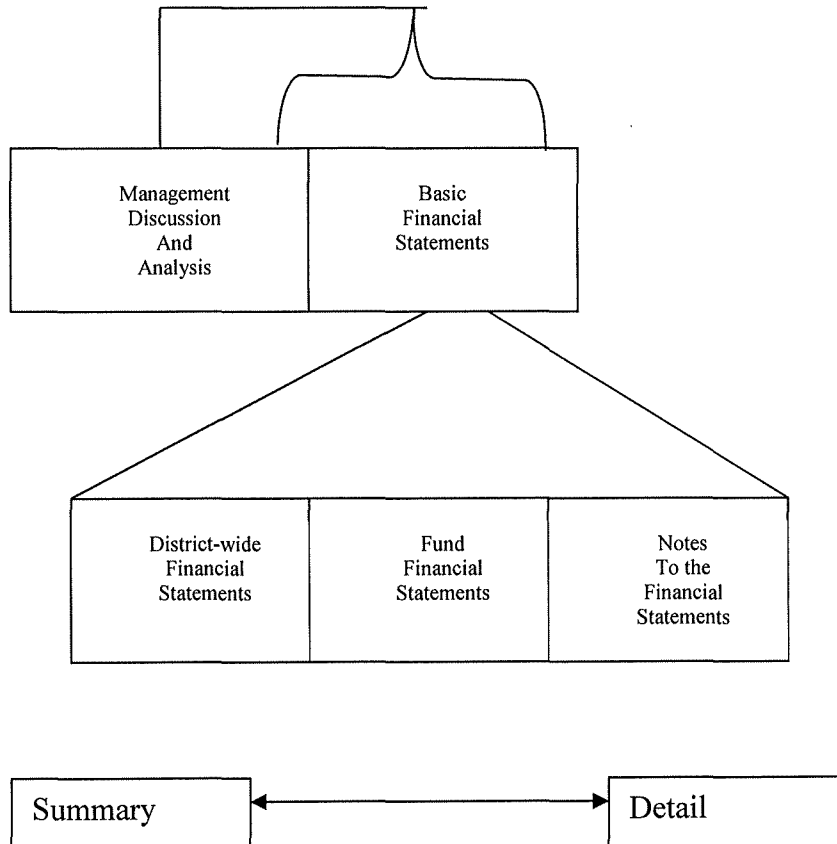 Management
Discussion
And
Analysis
Basic
Financial
Statements
District-wide
Financial
Statements
Fund
Financial
Statements
Notes
To the
Financial
Statements
Summary
Detail